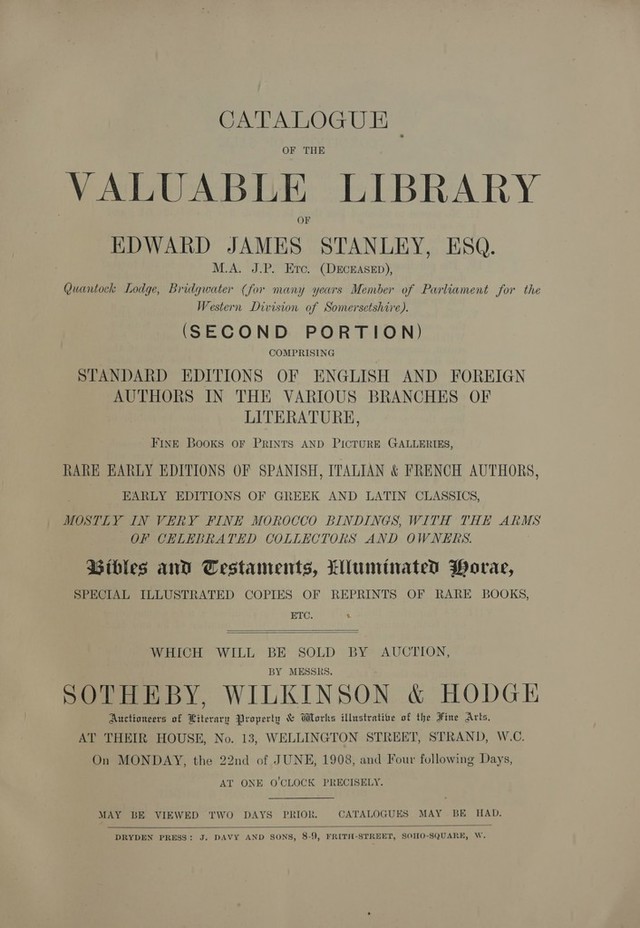 CATALOGUE
OF THE
VALUABLE LIBRARY
OF
EDWARD JAMES STANLEY, ESQ.
M.A. J.P. ETC. (DECEASED),
Quantock Lodge, Bridgwater (for many years Member of Parliament for the
Western Division of Somersetshire).
(SECOND PORTION)
COMPRISING
STANDARD EDITIONS OF ENGLISH AND FOREIGN
AUTHORS IN THE VARIOUS BRANCHES OF
LITERATURE,
FINE BOOKS OF PRINTS AND PICTURE GALLERIES,
RARE EARLY EDITIONS OF SPANISH, ITALIAN & FRENCH AUTHORS,
EARLY EDITIONS OF GREEK AND LATIN CLASSICS,
MOSTLY IN VERY FINE MOROCCO BINDINGS, WITH THE ARMS
OF CELEBRATED COLLECTORS AND OWNERS.
Bibles and Testaments, Illuminated Horae,
SPECIAL ILLUSTRATED COPIES OF REPRINTS OF RARE BOOKS,
ETC.
WHICH WILL BE SOLD BY AUCTION,
BY MESSRS.
SOTHEBY, WILKINSON & HODGE
Auctioneers of Literary Property & Works illustrative of the Fine Arts,
AT THEIR HOUSE, No. 13, WELLINGTON STREET, STRAND, W.C.
On MONDAY, the 22nd of JUNE, 1908, and Four following Days,
AT ONE O'CLOCK PRECISELY.
MAY BE VIEWED TWO DAYS PRIOR. CATALOGUES MAY BE HAD.
DRYDEN PRESS: J. DAVY AND SONS, 8-9, FRITH-STREET, SOHO-SQUARE, W.